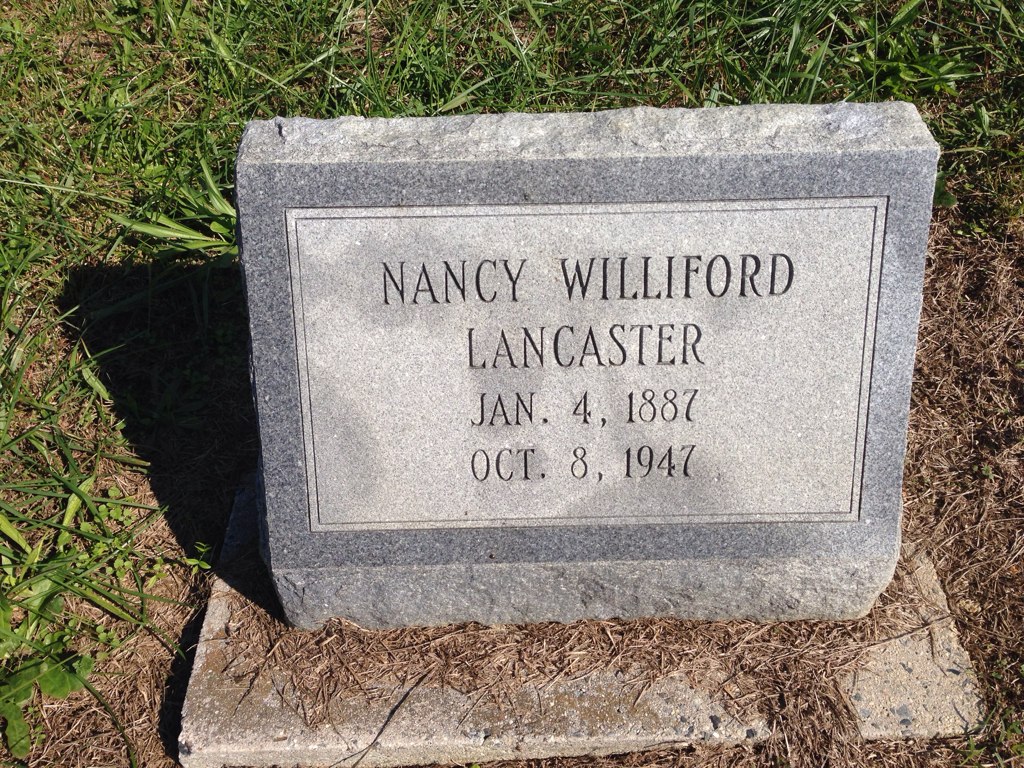 NANCY WILLIFORD
LANCASTER
JAN. 4, 1887
OCT. 8, 1947